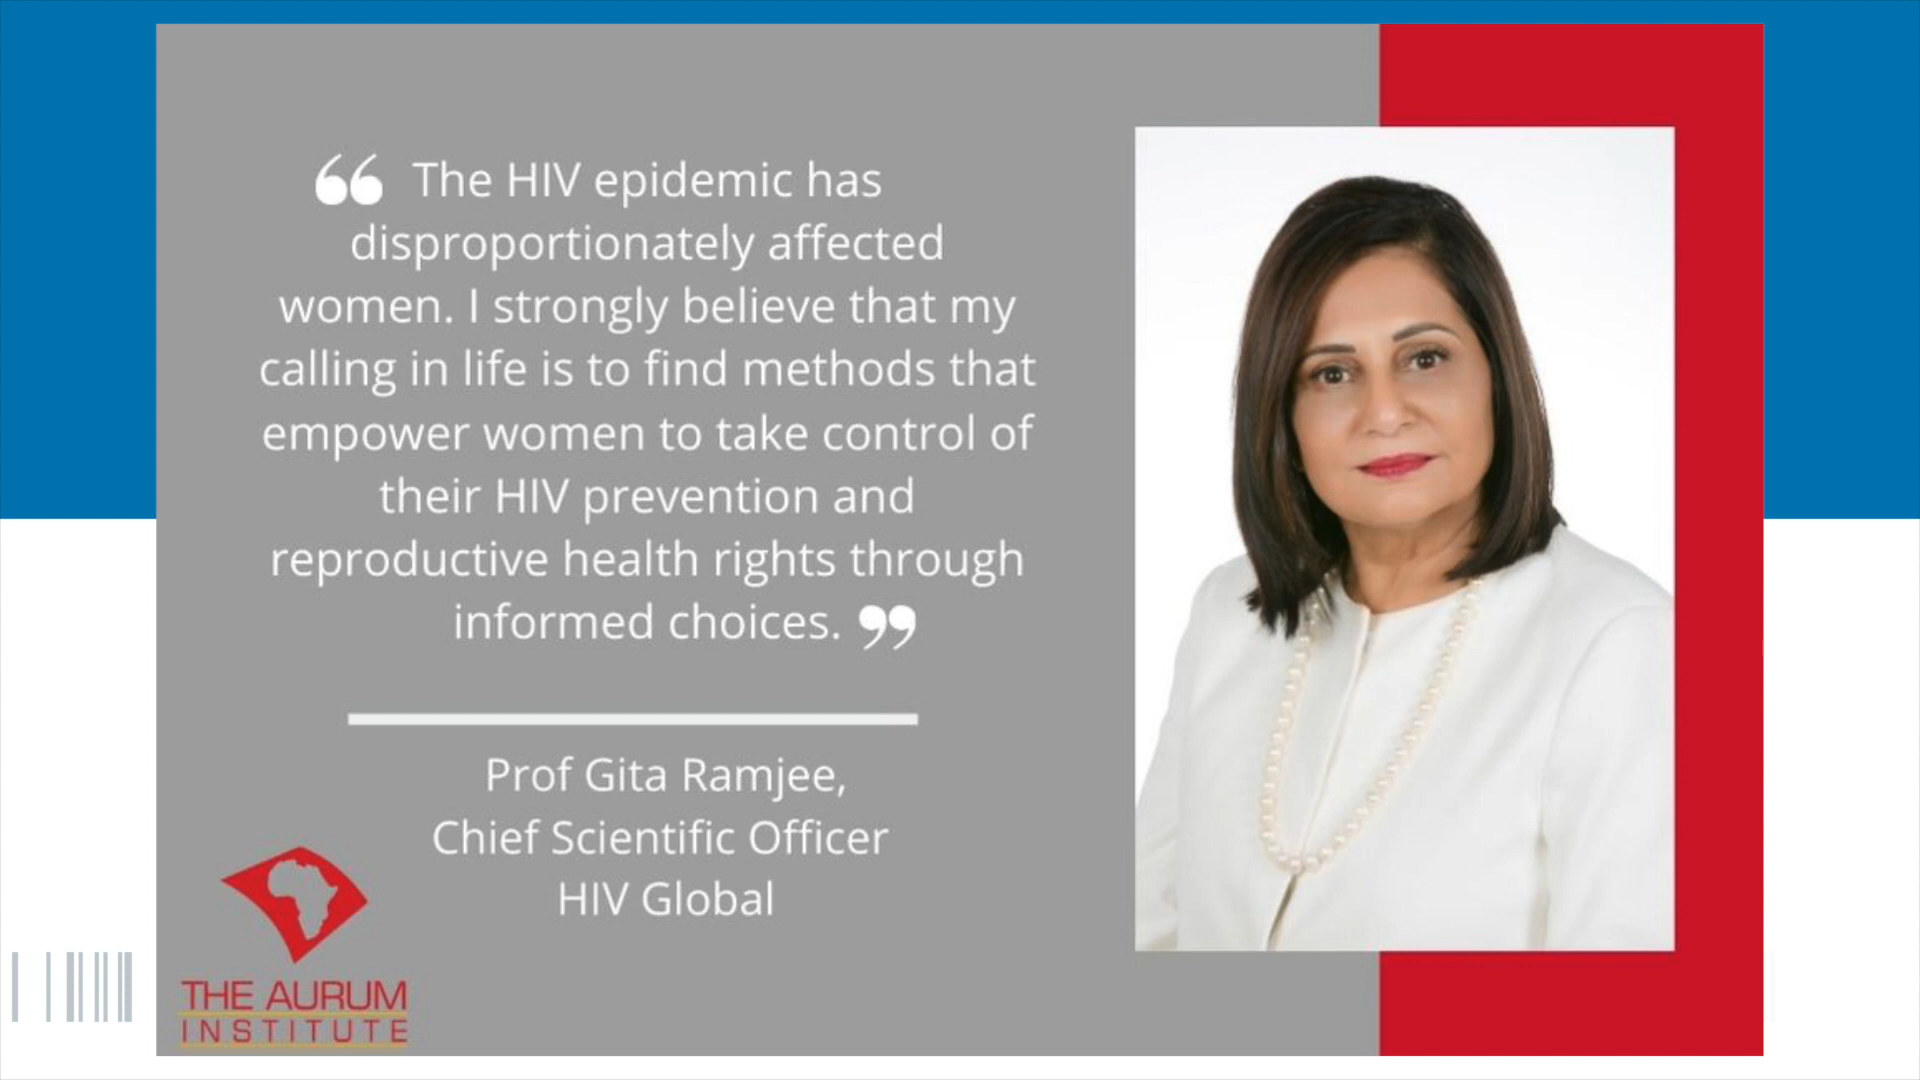 ❝ The HIV epidemic has
disproportionately affected
women. I strongly believe that my
calling in life is to find methods that
empower women to take control of
their HIV prevention and
reproductive health rights through
informed choices. ❞
Prof Gita Ramjee,
Chief Scientific Officer
HIV Global
THE AURUM
INSTITUTE